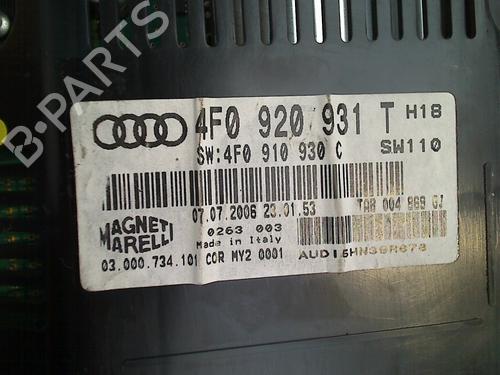 B-PARTS
4F0 920 931 T H18
SW:4F0 910 930 C SW110
07.07.2006 23.01.53
0263 003
MAGNETI MARELLI
Made in Italy
03.000.734.101 COR MY2 0001